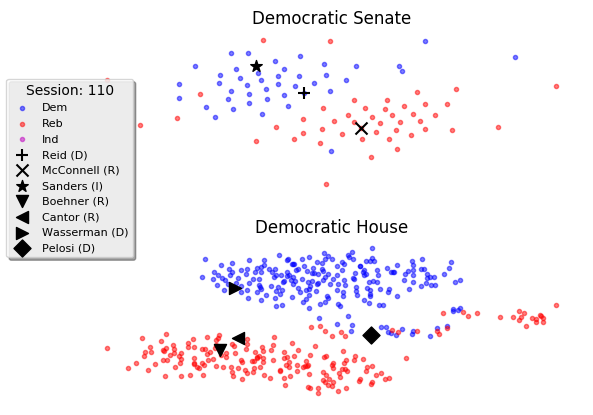 Democratic Senate
Session: 110
Dem
Reb
Ind
Reid (D)
McConnell (R)
Sanders (I)
Boehner (R)
Cantor (R)
Wasserman (D)
Pelosi (D)
Democratic House